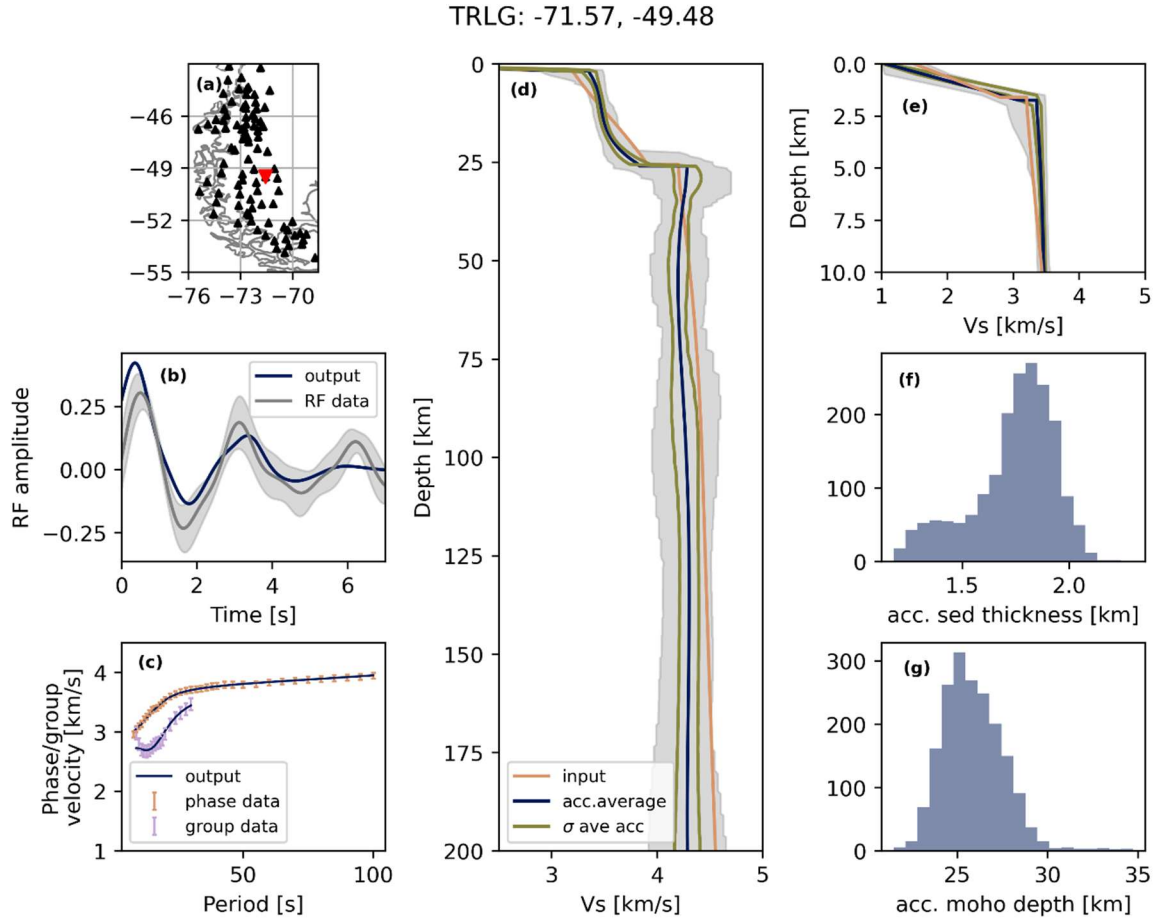 TRLG: -71.57, -49.48
(a)
−46
−49
−52
−55
−76 −73 −70
(b)
output
RF data
RF amplitude
0.25
0.00
−0.25
0 2 4 6
Time [s]
(c)
Phase/group
velocity [km/s]
4
3
2
1
output
phase data
group data
50 100
Period [s]
(d)
Depth [km]
0
25
50
75
100
125
150
175
200
input
acc.average
σ ave acc
3 4 5
Vs [km/s]
(e)
Depth [km]
0.0
2.5
5.0
7.5
10.0
1 2 3 4 5
Vs [km/s]
(f)
200
100
0
1.5 2.0
acc. sed thickness [km]
(g)
300
200
100
0
25 30 35
acc. moho depth [km]